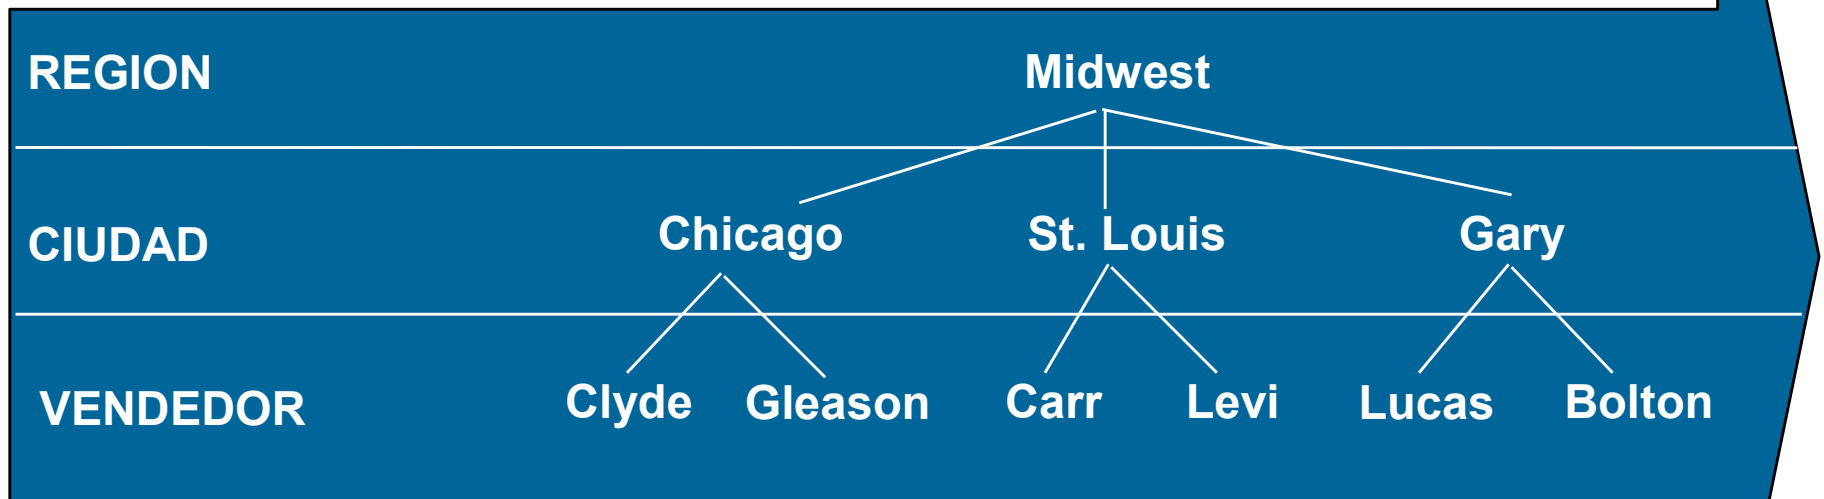 REGION Midwest
CIUDAD Chicago St. Louis Gary
VENDEDOR Clyde Gleason Carr Levi Lucas Bolton